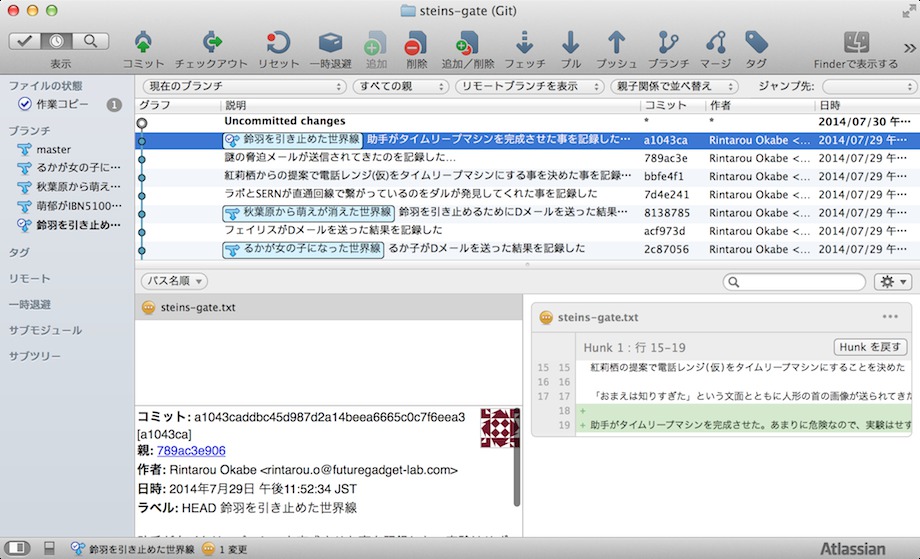 steins-gate (Git)
表示 コミット チェックアウト リセット 一時退避 追加 削除 追加/削除 フェッチ プル プッシュ ブランチ マージ タグ Finderで表示する
現在のブランチ すべての親 リモートブランチを表示 親子関係で並べ替え ジャンプ先:
グラフ 説明 コミット 作者 日時
Uncommitted changes * * 2014/07/30 午…
鈴羽を引き止めた世界線 助手がタイムリープマシンを完成させた事を記録した… a1043ca Rintarou Okabe <… 2014/07/29 午…
謎の脅迫メールが送信されてきたのを記録した… 789ac3e Rintarou Okabe <… 2014/07/29 午…
紅莉栖からの提案で電話レンジ(仮)をタイムリープマシンにする事を決めた事を記録… bbfe4f1 Rintarou Okabe <… 2014/07/29 午…
ラボとSERNが直通回線で繋がっているのをダルが発見してくれた事を記録した 7d4e241 Rintarou Okabe <… 2014/07/29 午…
秋葉原から萌えが消えた世界線 鈴羽を引き止めるためにDメールを送った結果… 8138785 Rintarou Okabe <… 2014/07/29 午…
フェイリスがDメールを送った結果を記録した acf973d Rintarou Okabe <… 2014/07/29 午…
るかが女の子になった世界線 るか子がDメールを送った結果を記録した 2c87056 Rintarou Okabe <… 2014/07/29 午…
ファイルの状態
作業コピー 1
ブランチ
master
るかが女の子に…
秋葉原から萌え…
萌郁がIBN5100…
鈴羽を引き止め…
タグ
リモート
一時退避
サブモジュール
サブツリー
パス名順
steins-gate.txt
コミット: a1043caddbc45d987d2a14beea6665c0c7f6eea3
[a1043ca]
親: 789ac3e906
作者: Rintarou Okabe <rintarou.o@futuregadget-lab.com>
日時: 2014年7月29日 午後11:52:34 JST
ラベル: HEAD 鈴羽を引き止めた世界線
steins-gate.txt
Hunk 1 : 行 15-19 Hunk を戻す
15 15 紅莉栖の提案で電話レンジ(仮)をタイムリープマシンにすることを決めた
16 16
17 17 「おまえは知りすぎた」という文面とともに人形の首の画像が送られてきた
18 +
19 + 助手がタイムリープマシンを完成させた。あまりに危険なので、実験はせず
鈴羽を引き止めた世界線 1 変更
Atlassian